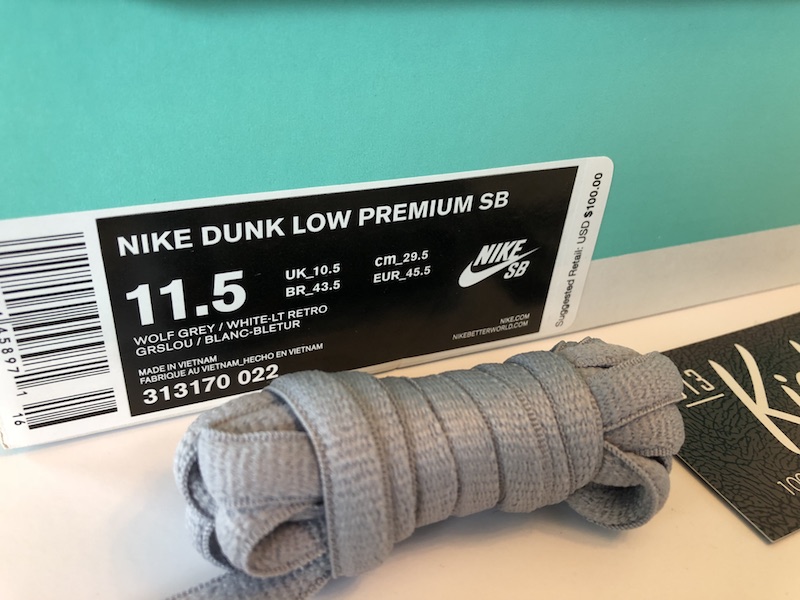 NIKE DUNK LOW PREMIUM SB
11.5
UK_10.5
BR_43.5
cm_29.5
EUR_45.5
NIKE
SB
WOLF GREY / WHITE-LT RETRO
GRSLOU / BLANC-BLETUR
MADE IN VIETNAM
FABRIQUE AU VIETNAM_HECHO EN VIETNAM
313170 022
NIKE.COM
NIKEBETTERWORLD.COM
Suggested Retail: USD $100.00
16
13